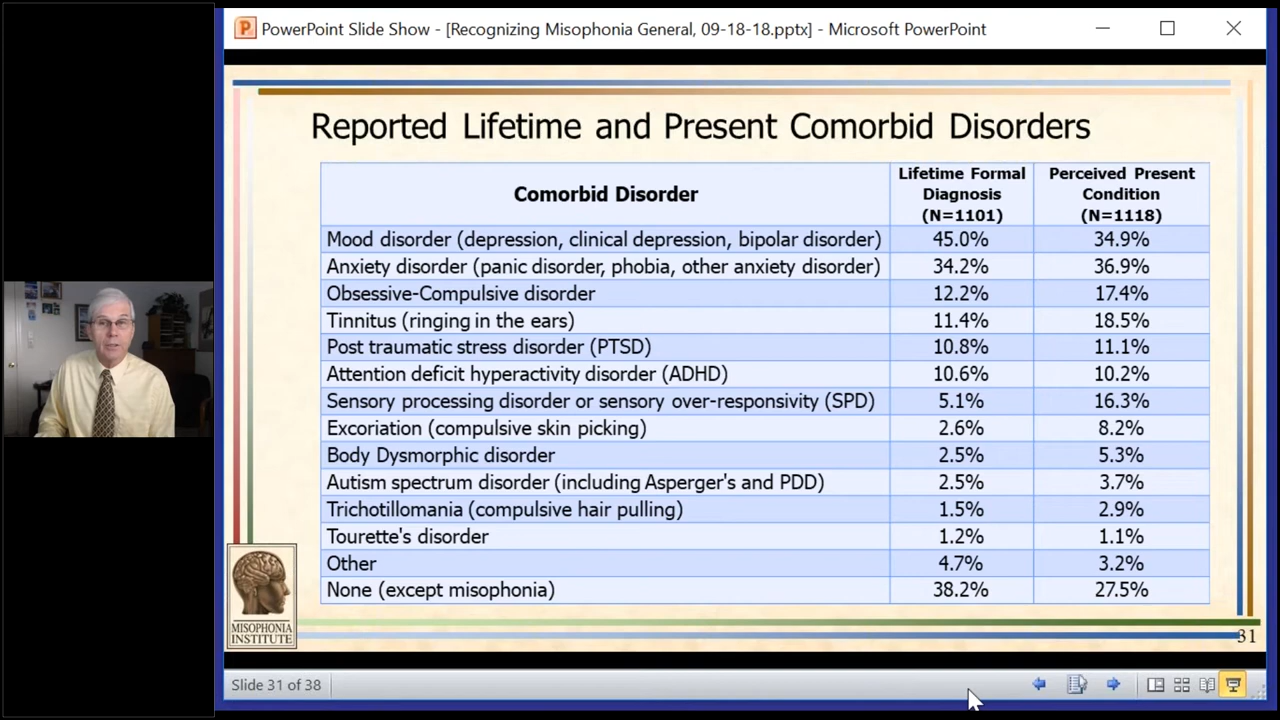 PowerPoint Slide Show - [Recognizing Misophonia General, 09-18-18.pptx] - Microsoft PowerPoint
Reported Lifetime and Present Comorbid Disorders
Comorbid Disorder
Lifetime Formal
Diagnosis
(N=1101)
Perceived Present
Condition
(N=1118)
Mood disorder (depression, clinical depression, bipolar disorder) 45.0% 34.9%
Anxiety disorder (panic disorder, phobia, other anxiety disorder) 34.2% 36.9%
Obsessive-Compulsive disorder 12.2% 17.4%
Tinnitus (ringing in the ears) 11.4% 18.5%
Post traumatic stress disorder (PTSD) 10.8% 11.1%
Attention deficit hyperactivity disorder (ADHD) 10.6% 10.2%
Sensory processing disorder or sensory over-responsivity (SPD) 5.1% 16.3%
Excoriation (compulsive skin picking) 2.6% 8.2%
Body Dysmorphic disorder 2.5% 5.3%
Autism spectrum disorder (including Asperger's and PDD) 2.5% 3.7%
Trichotillomania (compulsive hair pulling) 1.5% 2.9%
Tourette's disorder 1.2% 1.1%
Other 4.7% 3.2%
None (except misophonia) 38.2% 27.5%
MISOPHONIA
INSTITUTE
31
Slide 31 of 38